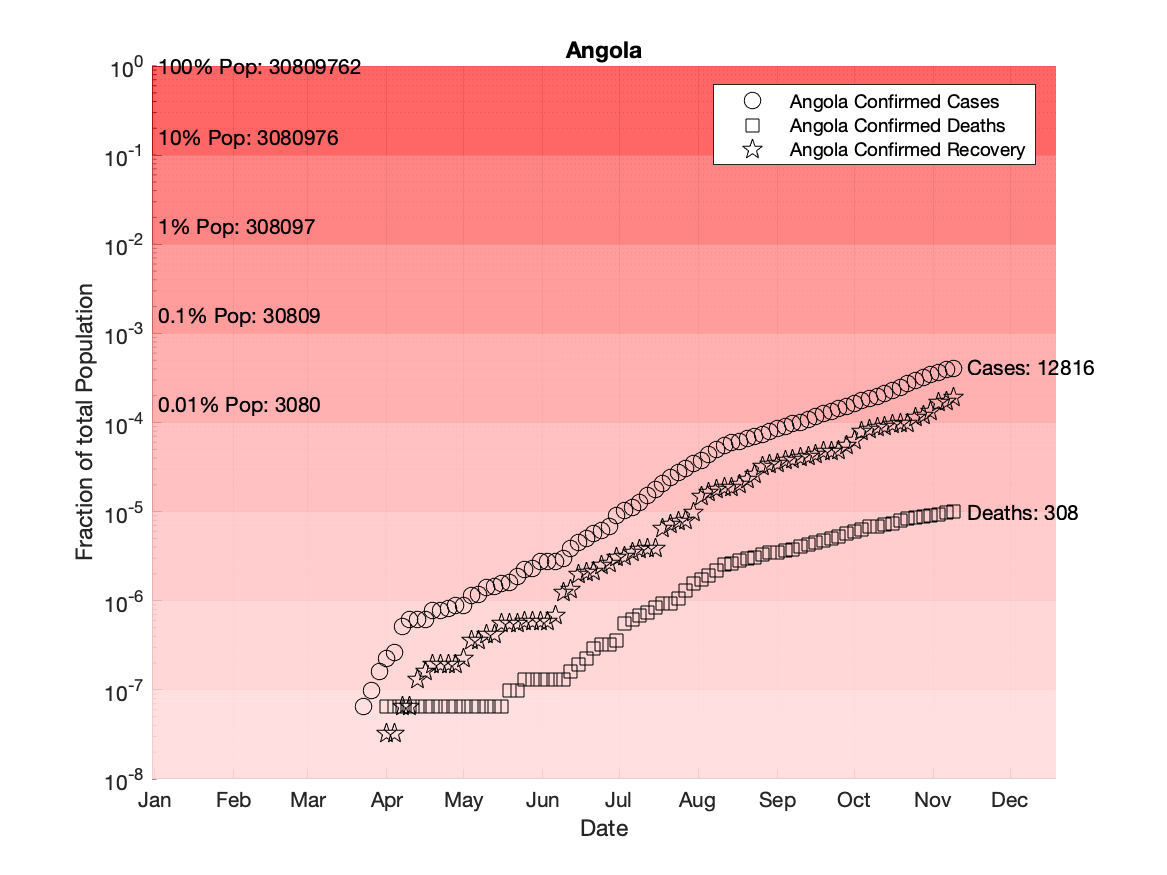 Angola
10^0
100% Pop: 30809762
Angola Confirmed Cases
Angola Confirmed Deaths
Angola Confirmed Recovery
10% Pop: 3080976
10^-1
1% Pop: 308097
10^-2
0.1% Pop: 30809
10^-3
Cases: 12816
0.01% Pop: 3080
10^-4
10^-5
Deaths: 308
10^-6
10^-7
10^-8
Fraction of total Population
Jan Feb Mar Apr May Jun Jul Aug Sep Oct Nov Dec
Date